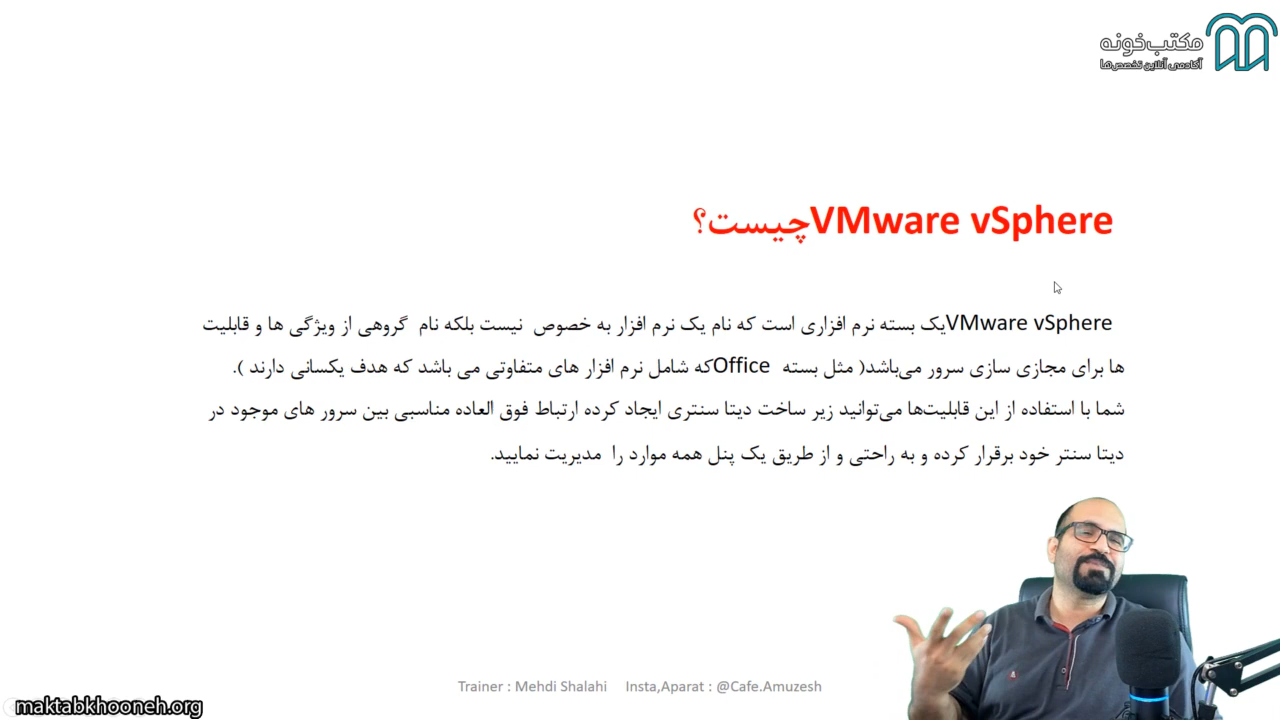 مکتب‌خونه
آکادمی آنلاین تخصص‌ها
VMware vSphereچیست؟
VMware vSphereیک بسته نرم افزاری است که نام یک نرم افزار به خصوص نیست بلکه نام گروهی از ویژگی ها و قابلیت
ها برای مجازی سازی سرور می‌باشد( مثل بسته Officeکه شامل نرم افزار های متفاوتی می باشد که هدف یکسانی دارند ).
شما با استفاده از این قابلیت‌ها می‌توانید زیر ساخت دیتا سنتری ایجاد کرده ارتباط فوق العاده مناسبی بین سرور های موجود در
دیتا سنتر خود برقرار کرده و به راحتی و از طریق یک پنل همه موارد را مدیریت نمایید.
Trainer : Mehdi Shalahi Insta,Aparat : @Cafe.Amuzesh
maktabkhooneh.org